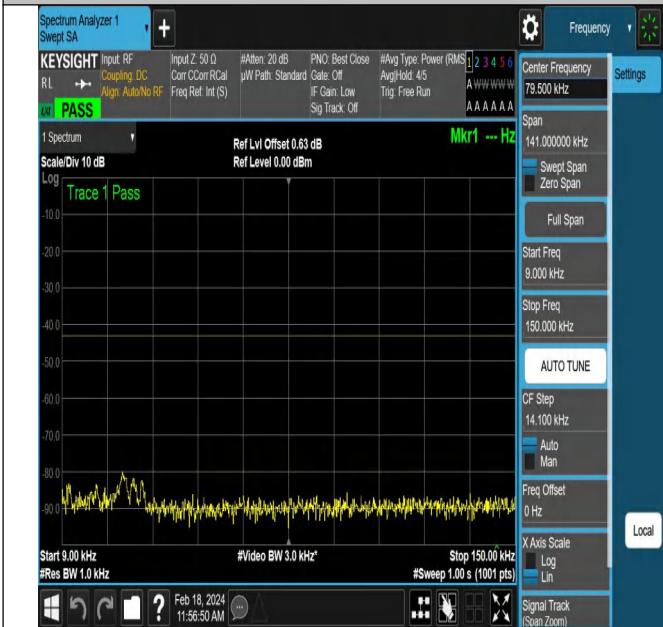 Spectrum Analyzer 1
Swept SA
+
Frequency
KEYSIGHT
RL
PASS
Input: RF
Coupling: DC
Align: Auto/No RF
Input Z: 50 Ω
Corr CCorr RCal
Freq Ref: Int (S)
#Atten: 20 dB
µW Path: Standard
PNO: Best Close
Gate: Off
IF Gain: Low
Sig Track: Off
#Avg Type: Power (RMS
Avg|Hold: 4/5
Trig: Free Run
1 2 3 4 5 6
A W W W W W
A A A A A A
1 Spectrum
Scale/Div 10 dB
Ref Lvl Offset 0.63 dB
Ref Level 0.00 dBm
Mkr1 --- Hz
Log
Trace 1 Pass
-10.0
-20.0
-30.0
-40.0
-50.0
-60.0
-70.0
-80.0
-90.0
Start 9.00 kHz
#Res BW 1.0 kHz
#Video BW 3.0 kHz*
Stop 150.00 kHz
#Sweep 1.00 s (1001 pts)
?
Feb 18, 2024
11:56:50 AM
Center Frequency
79.500 kHz
Settings
Span
141.000000 kHz
Swept Span
Zero Span
Full Span
Start Freq
9.000 kHz
Stop Freq
150.000 kHz
AUTO TUNE
CF Step
14.100 kHz
Auto
Man
Freq Offset
0 Hz
Local
X Axis Scale
Log
Lin
Signal Track
(Span Zoom)